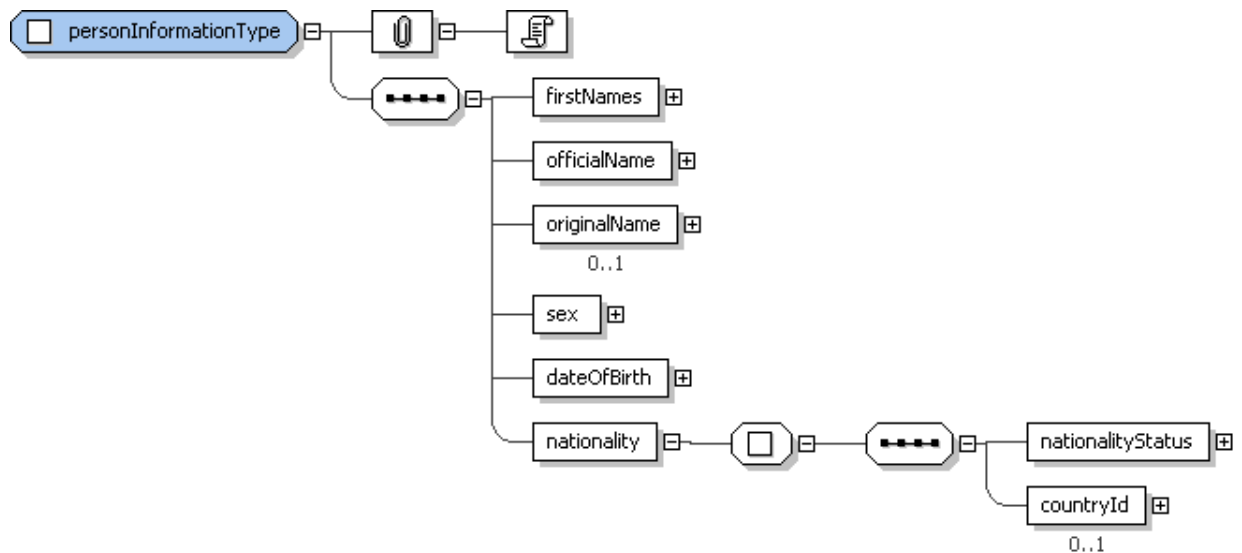 personInformationType
firstNames
officialName
originalName
0..1
sex
dateOfBirth
nationality
nationalityStatus
countryId
0..1